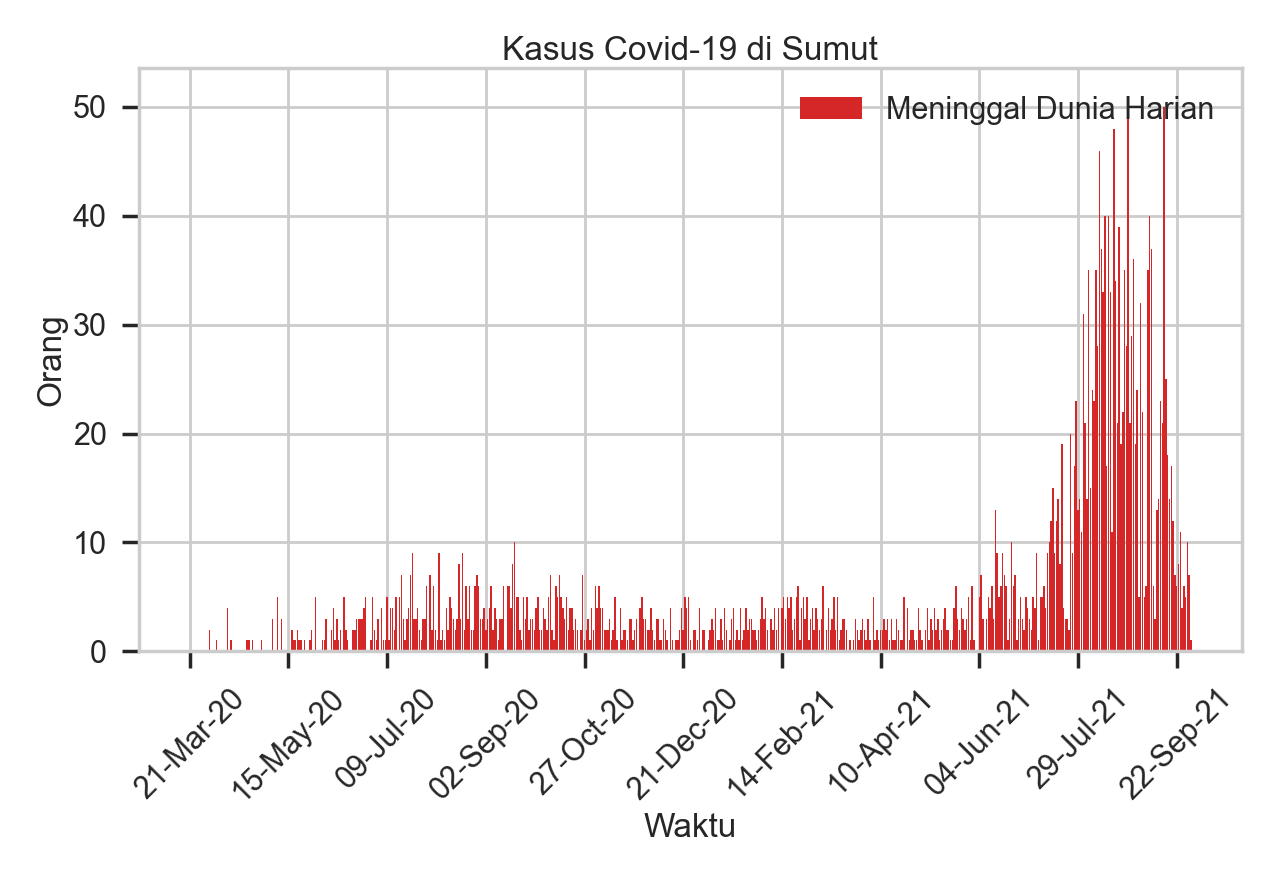 Kasus Covid-19 di Sumut
Meninggal Dunia Harian
Orang
50
40
30
20
10
0
21-Mar-20
15-May-20
09-Jul-20
02-Sep-20
27-Oct-20
21-Dec-20
14-Feb-21
10-Apr-21
04-Jun-21
29-Jul-21
22-Sep-21
Waktu